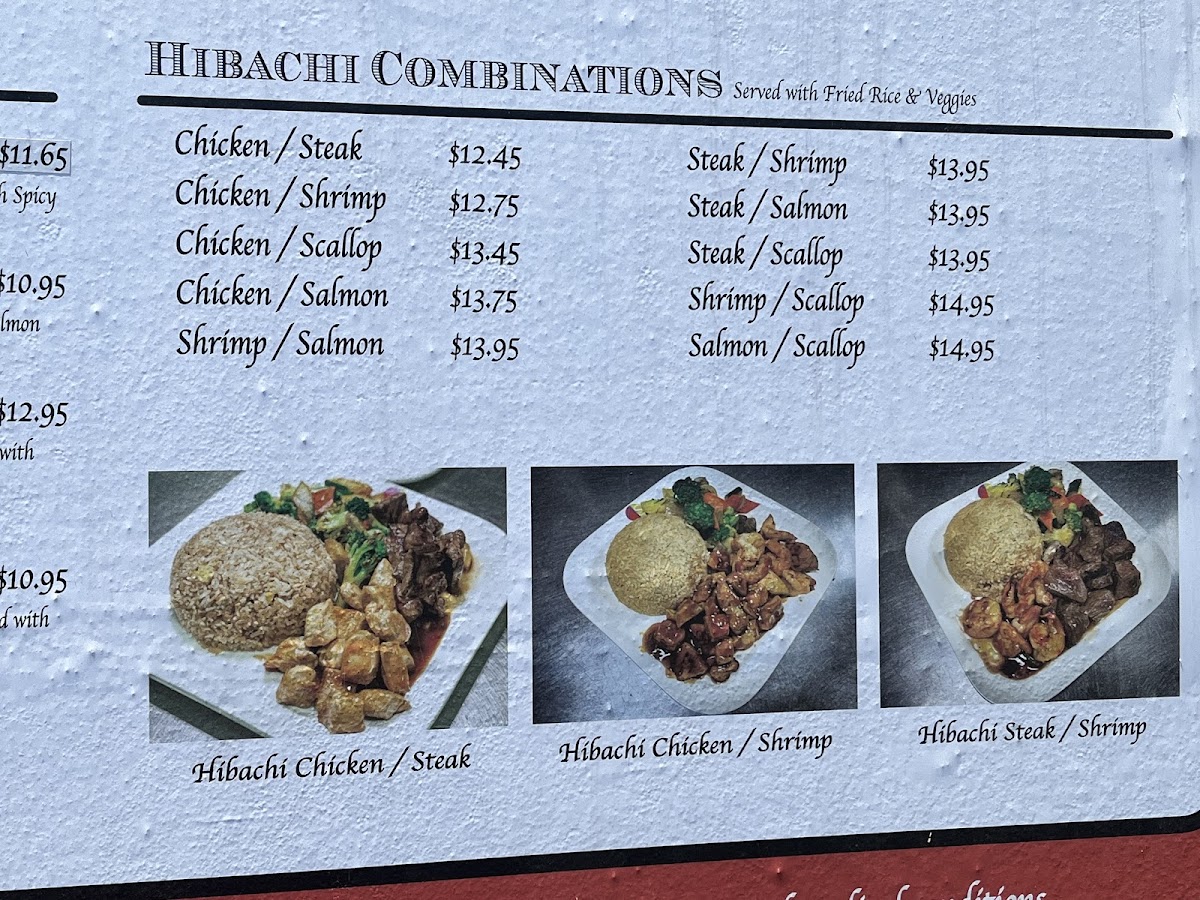 HIBACHI COMBINATIONS Served with Fried Rice & Veggies
Chicken / Steak $12.45
Chicken / Shrimp $12.75
Chicken / Scallop $13.45
Chicken / Salmon $13.75
Shrimp / Salmon $13.95
Steak / Shrimp $13.95
Steak / Salmon $13.95
Steak / Scallop $13.95
Shrimp / Scallop $14.95
Salmon / Scallop $14.95
$11.65
Spicy
$10.95
$12.95
with
$10.95
with
Hibachi Chicken / Steak
Hibachi Chicken / Shrimp
Hibachi Steak / Shrimp